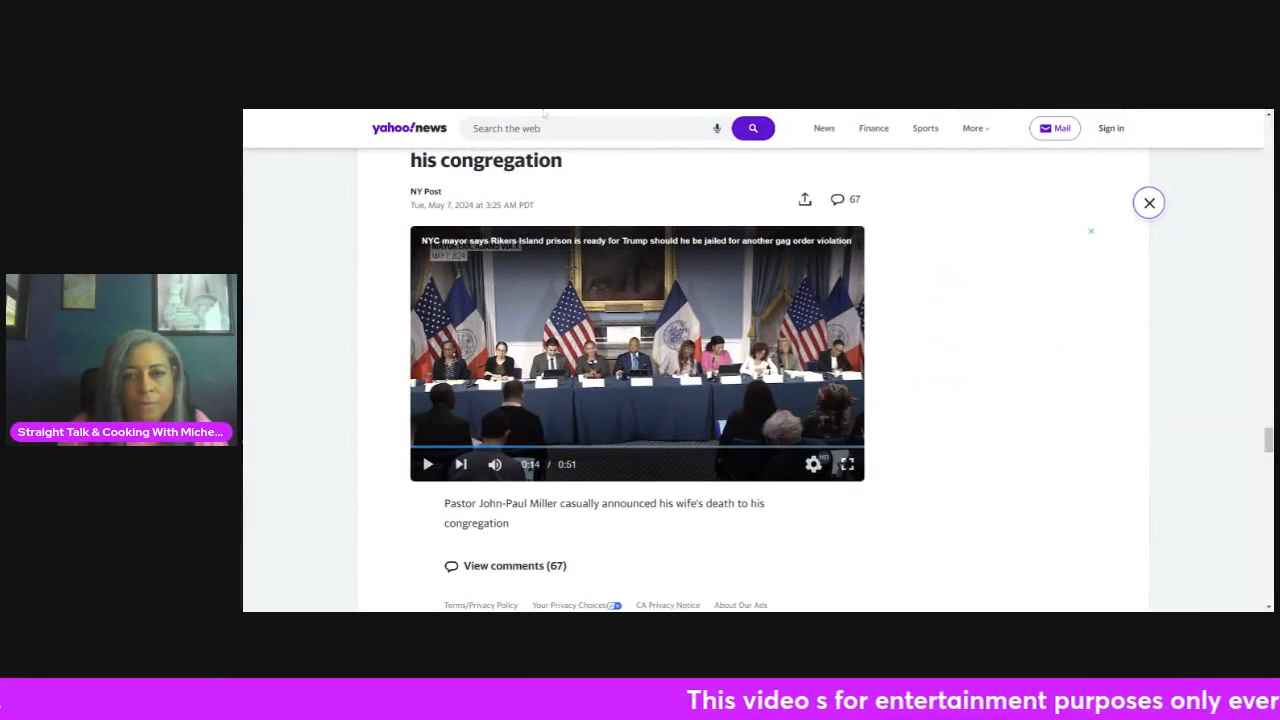 yahoo!news
Search the web
News
Finance
Sports
More
Mail
Sign in
his congregation
NY Post
Tue, May 7, 2024 at 3:25 AM PDT
67
NYC mayor says Rikers Island prison is ready for Trump should he be jailed for another gag order violation
MAY 7, 2024
0:14 / 0:51
HD
Pastor John-Paul Miller casually announced his wife's death to his
congregation
View comments (67)
Terms/Privacy Policy
Your Privacy Choices
CA Privacy Notice
About Our Ads
Straight Talk & Cooking With Miche...
This video s for entertainment purposes only ever